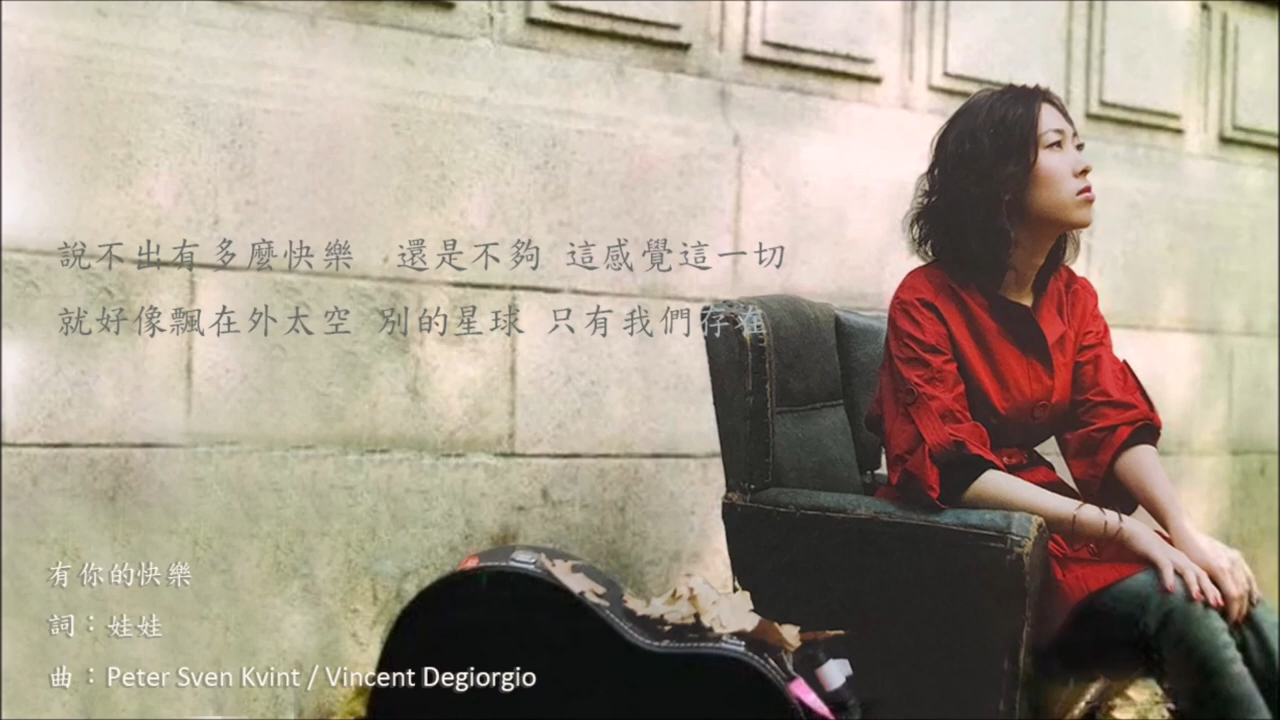 說不出有多麼快樂 還是不夠 這感覺這一切
就好像飄在外太空 別的星球 只有我們存在
有你的快樂
詞：娃娃
曲：Peter Sven Kvint / Vincent Degiorgio